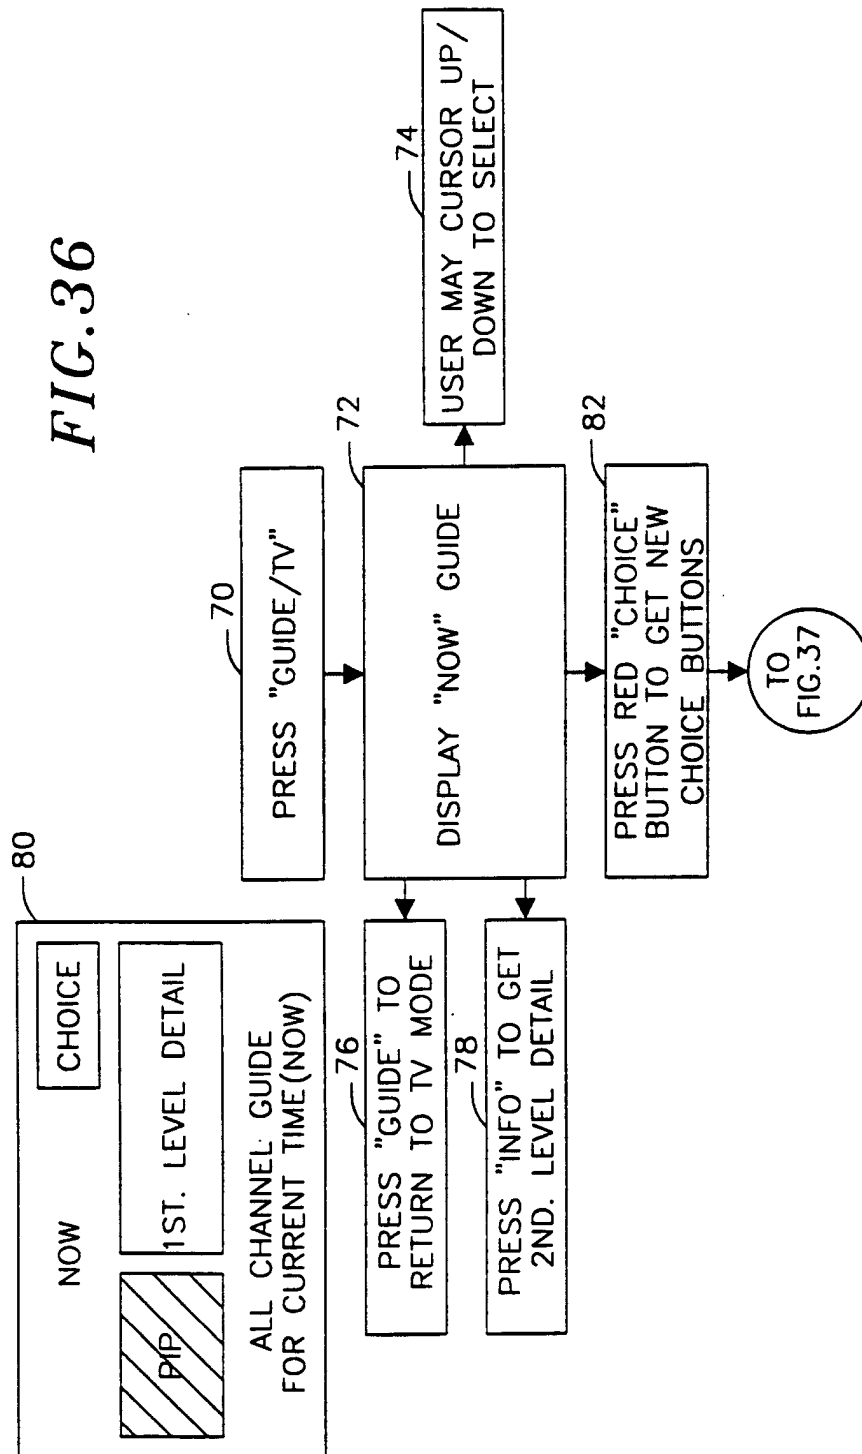 FIG.36
80
NOW
CHOICE
PIP
1ST. LEVEL DETAIL
ALL CHANNEL GUIDE
FOR CURRENT TIME(NOW)
70
PRESS "GUIDE/TV"
72
DISPLAY "NOW" GUIDE
74
USER MAY CURSOR UP/
DOWN TO SELECT
76
PRESS "GUIDE" TO
RETURN TO TV MODE
78
PRESS "INFO" TO GET
2ND. LEVEL DETAIL
82
PRESS RED "CHOICE"
BUTTON TO GET NEW
CHOICE BUTTONS
TO
FIG.37